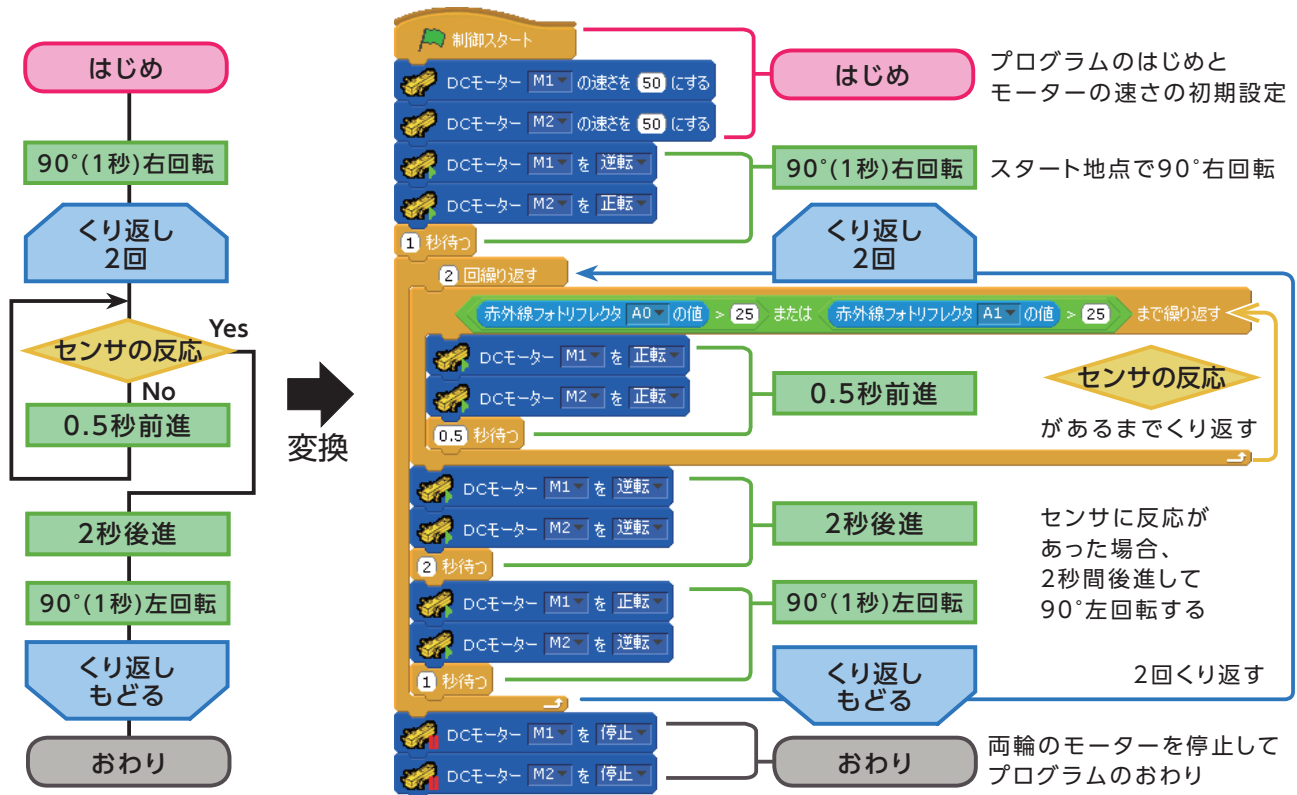 はじめ
90°(1秒)右回転
くり返し
2回
センサの反応
Yes
No
0.5秒前進
2秒後進
90°(1秒)左回転
くり返し
もどる
おわり
変換
制御スタート
DCモーター M1 の速さを 50 にする
DCモーター M2 の速さを 50 にする
DCモーター M1 を 逆転
DCモーター M2 を 正転
1 秒待つ
2 回繰り返す
赤外線フォトリフレクタ A0 の値 > 25 または 赤外線フォトリフレクタ A1 の値 > 25 まで繰り返す
DCモーター M1 を 正転
DCモーター M2 を 正転
0.5 秒待つ
DCモーター M1 を 逆転
DCモーター M2 を 逆転
2 秒待つ
DCモーター M1 を 正転
DCモーター M2 を 逆転
1 秒待つ
DCモーター M1 を 停止
DCモーター M2 を 停止
はじめ
プログラムのはじめと
モーターの速さの初期設定
90°(1秒)右回転
スタート地点で90°右回転
くり返し
2回
0.5秒前進
センサの反応
があるまでくり返す
2秒後進
センサに反応が
あった場合、
2秒間後進して
90°左回転する
90°(1秒)左回転
くり返し
もどる
2回くり返す
おわり
両輪のモーターを停止して
プログラムのおわり